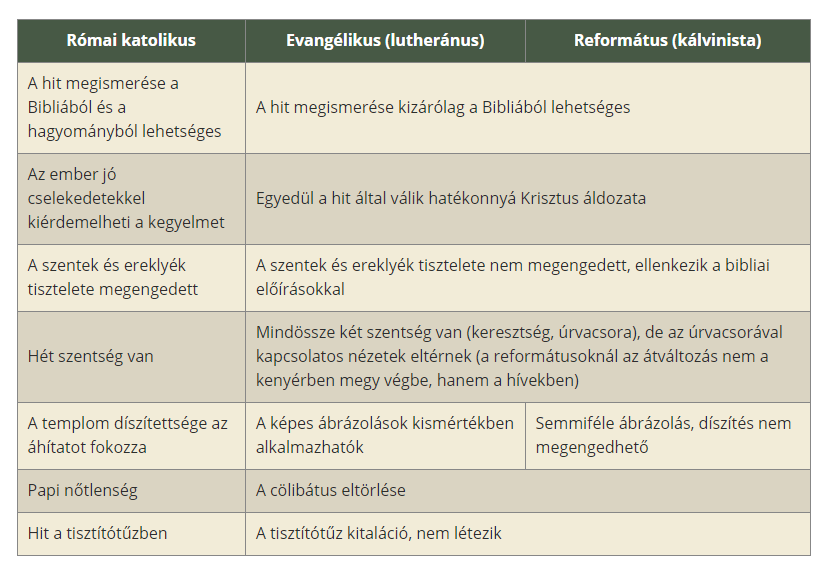 Római katolikus
Evangélikus (lutheránus)
Református (kálvinista)
A hit megismerése a
Bibliából és a
hagyományból lehetséges
A hit megismerése kizárólag a Bibliából lehetséges
Az ember jó
cselekedetekkel
kiérdemelheti a kegyelmet
Egyedül a hit által válik hatékonnyá Krisztus áldozata
A szentek és ereklyék
tisztelete megengedett
A szentek és ereklyék tisztelete nem megengedett, ellenkezik a bibliai
előírásokkal
Hét szentség van
Mindössze két szentség van (keresztség, úrvacsora), de az úrvacsorával
kapcsolatos nézetek eltérnek (a reformátusoknál az átváltozás nem a
kenyérben megy végbe, hanem a hívekben)
A templom díszítettsége az
áhítatot fokozza
A képes ábrázolások kismértékben
alkalmazhatók
Semmiféle ábrázolás, díszítés nem
megengedhető
Papi nőtlenség
A cölibátus eltörlése
Hit a tisztítótűzben
A tisztítótűz kitaláció, nem létezik